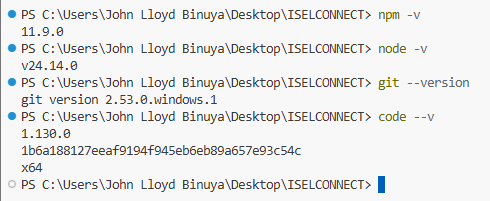 PS C:\Users\John Lloyd Binuya\Desktop\ISELCONNECT> npm -v
11.9.0
PS C:\Users\John Lloyd Binuya\Desktop\ISELCONNECT> node -v
v24.14.0
PS C:\Users\John Lloyd Binuya\Desktop\ISELCONNECT> git --version
git version 2.53.0.windows.1
PS C:\Users\John Lloyd Binuya\Desktop\ISELCONNECT> code --v
1.130.0
1b6a188127eeaf9194f945eb6eb89a657e93c54c
x64
PS C:\Users\John Lloyd Binuya\Desktop\ISELCONNECT>